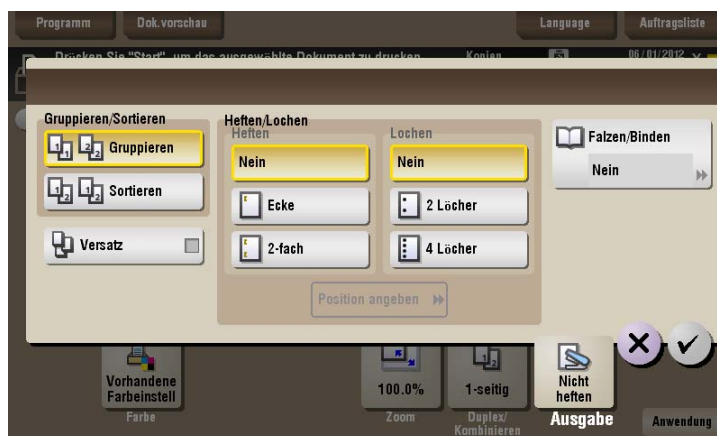 Programm
Dok.vorschau
Language
Auftragsliste
Drücken Sie "Start", um das ausgewählte Dokument zu drucken
Kopien
06/01/2012
Gruppieren/Sortieren
Gruppieren
Sortieren
Versatz
Heften/Lochen
Heften
Nein
Ecke
2-fach
Lochen
Nein
2 Löcher
4 Löcher
Position angeben
Falzen/Binden
Nein
Vorhandene
Farbeinstell
Farbe
100.0%
Zoom
1-seitig
Duplex/
Kombinieren
Nicht
heften
Ausgabe
Anwendung